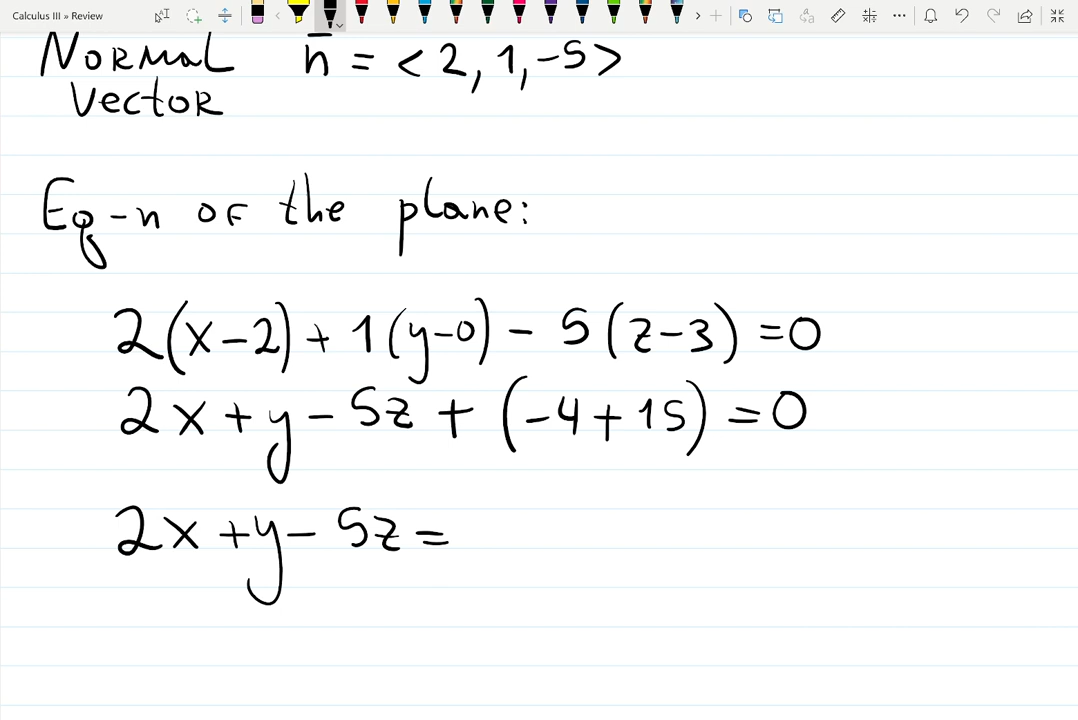 Calculus III » Review
Normal n̄ = < 2, 1, -5 >
Vector
Eq-n of the plane:
2(x-2) + 1(y-0) - 5(z-3) = 0
2x + y - 5z + (-4 + 15) = 0
2x + y - 5z =